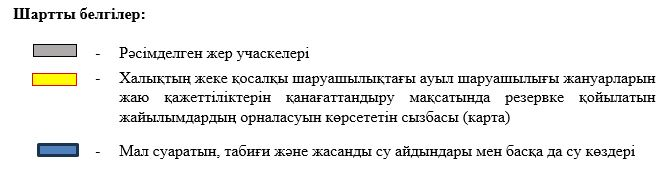 Шартты белгілер:
- Рәсімделген жер учаскелері
- Халықтың жеке қосалқы шаруашылықтағы ауыл шаруашылығы жануарларын
жаю қажеттіліктерін қанағаттандыру мақсатында резервке қойылатын
жайылымдардың орналасуын көрсететін сызбасы (карта)
- Мал суаратын, табиғи және жасанды су айдындары мен басқа да су көздері